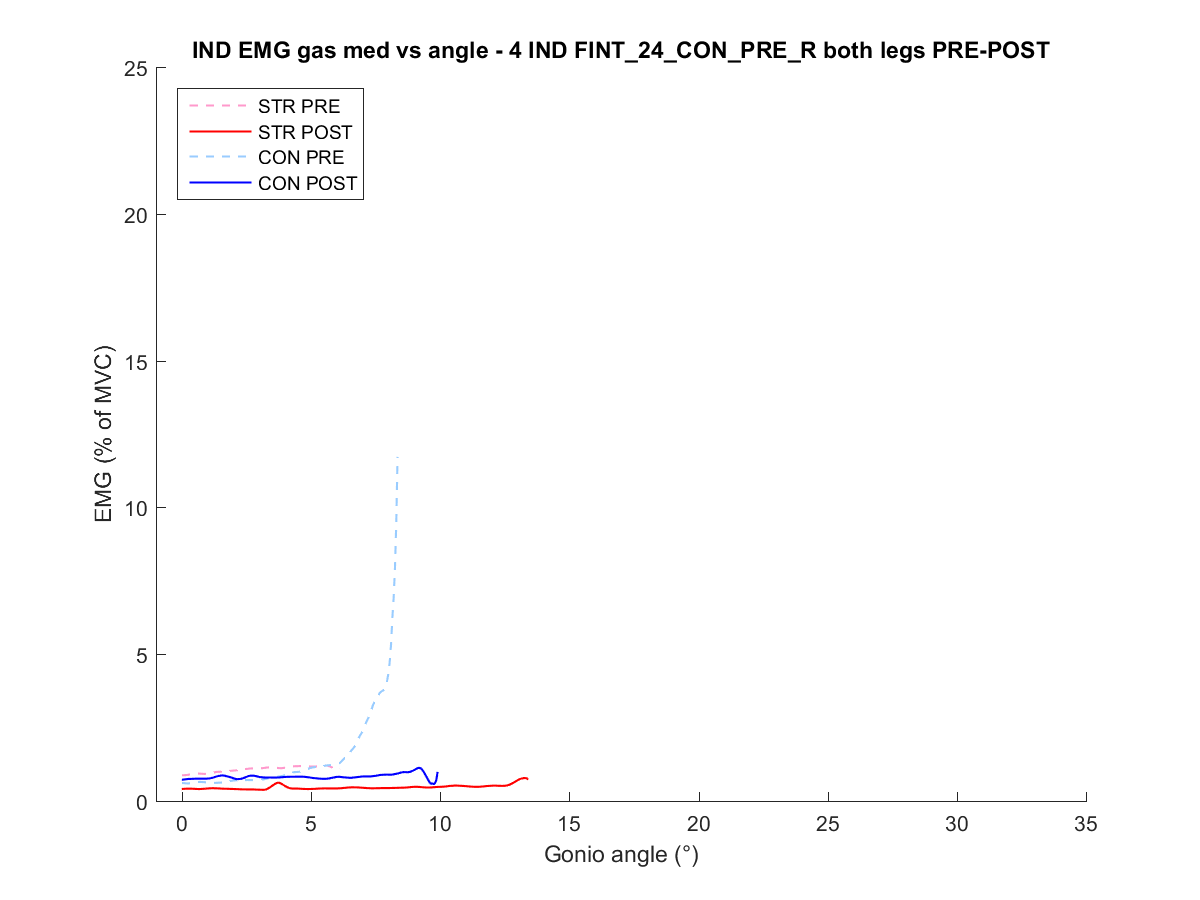 IND EMG gas med vs angle - 4 IND FINT_24_CON_PRE_R both legs PRE-POST
25
20
15
10
5
0
EMG (% of MVC)
STR PRE
STR POST
CON PRE
CON POST
0 5 10 15 20 25 30 35
Gonio angle (°)